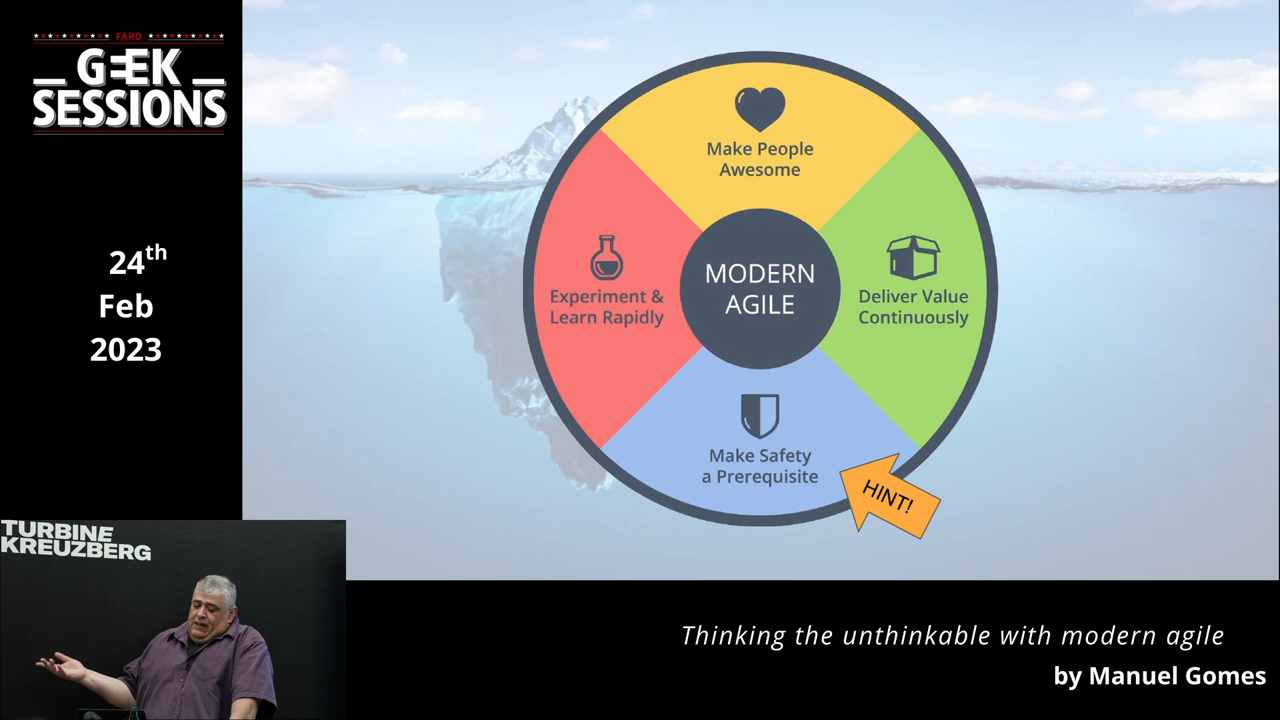 FARO
GEEK
SESSIONS
24th
Feb
2023
Make People
Awesome
Experiment &
Learn Rapidly
MODERN
AGILE
Deliver Value
Continuously
Make Safety
a Prerequisite
HINT!
TURBINE
KREUZBERG
Thinking the unthinkable with modern agile
by Manuel Gomes